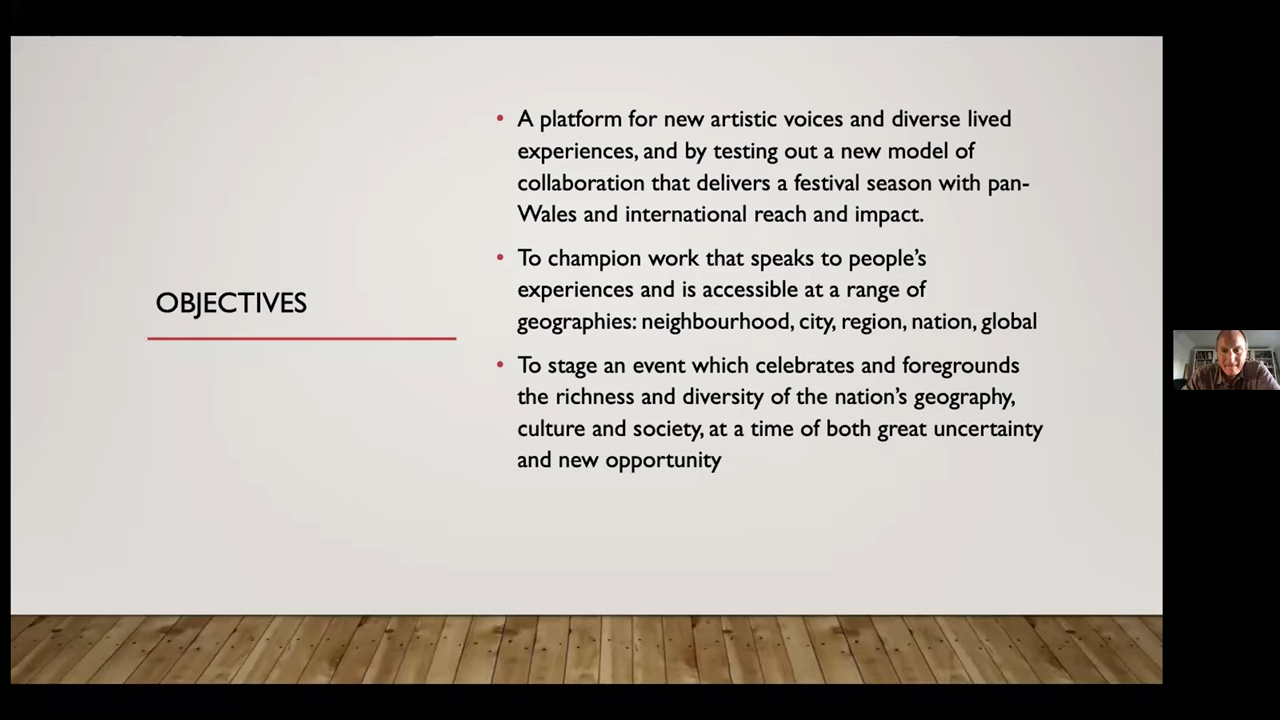 OBJECTIVES
• A platform for new artistic voices and diverse lived
experiences, and by testing out a new model of
collaboration that delivers a festival season with pan-
Wales and international reach and impact.
• To champion work that speaks to people’s
experiences and is accessible at a range of
geographies: neighbourhood, city, region, nation, global
• To stage an event which celebrates and foregrounds
the richness and diversity of the nation’s geography,
culture and society, at a time of both great uncertainty
and new opportunity